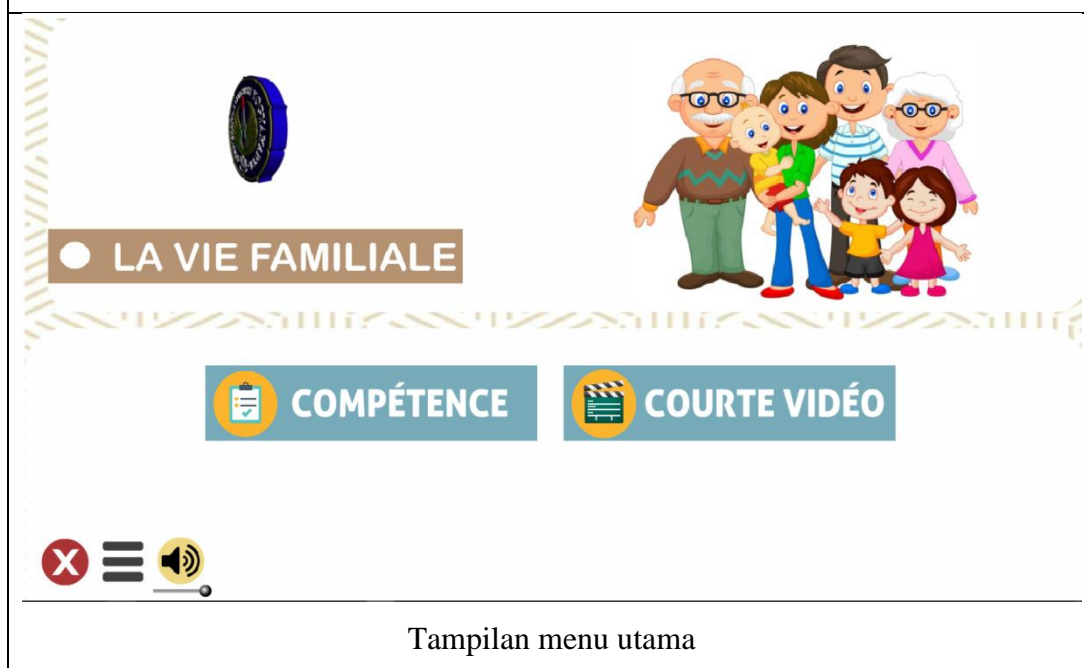 LA VIE FAMILIALE
COMPÉTENCE
COURTE VIDÉO
X
Tampilan menu utama